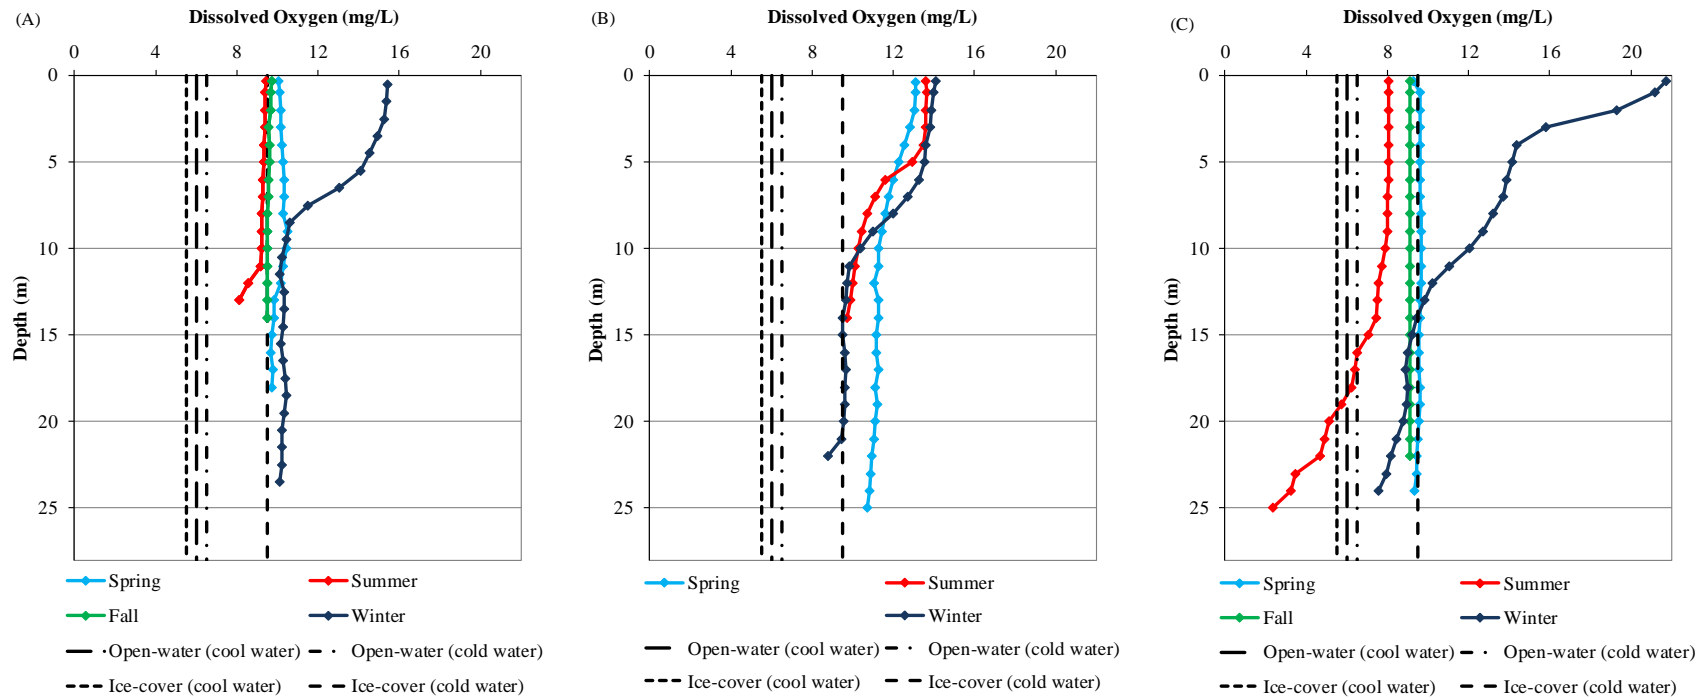 (A)
Dissolved Oxygen (mg/L)
0 4 8 12 16 20
0
5
10
15
20
25
Depth (m)
Spring Summer
Fall Winter
Open-water (cool water) Open-water (cold water)
Ice-cover (cool water) Ice-cover (cold water)
(B)
Dissolved Oxygen (mg/L)
0 4 8 12 16 20
0
5
10
15
20
25
Depth (m)
Spring Summer
Winter
Open-water (cool water) Open-water (cold water)
Ice-cover (cool water) Ice-cover (cold water)
(C)
Dissolved Oxygen (mg/L)
0 4 8 12 16 20
0
5
10
15
20
25
Depth (m)
Spring Summer
Fall Winter
Open-water (cool water) Open-water (cold water)
Ice-cover (cool water) Ice-cover (cold water)